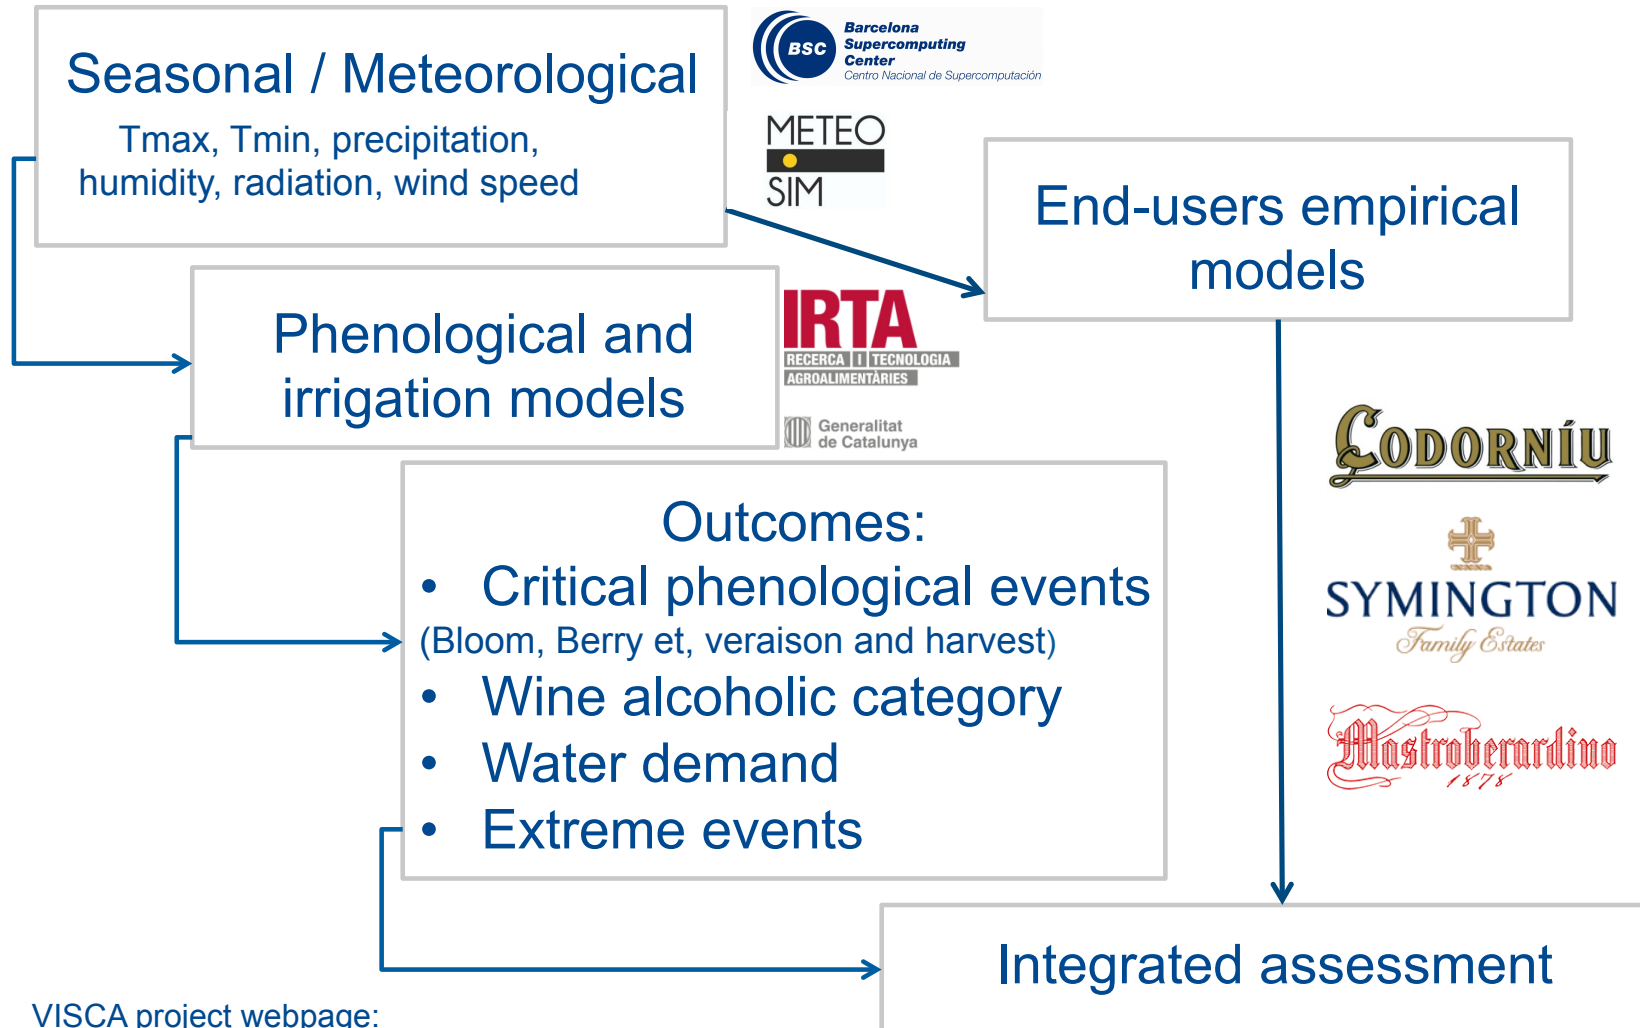 Seasonal / Meteorological
Tmax, Tmin, precipitation,
humidity, radiation, wind speed
BSC
Barcelona
Supercomputing
Center
Centro Nacional de Supercomputación
METEO
SIM
End-users empirical
models
Phenological and
irrigation models
IRTA
RECERCA I TECNOLOGIA
AGROALIMENTÀRIES
Generalitat
de Catalunya
CODORNÍU
SYMINGTON
Family Estates
Mastroberardino
1878
Outcomes:
• Critical phenological events
(Bloom, Berry et, veraison and harvest)
• Wine alcoholic category
• Water demand
• Extreme events
Integrated assessment
VISCA project webpage: